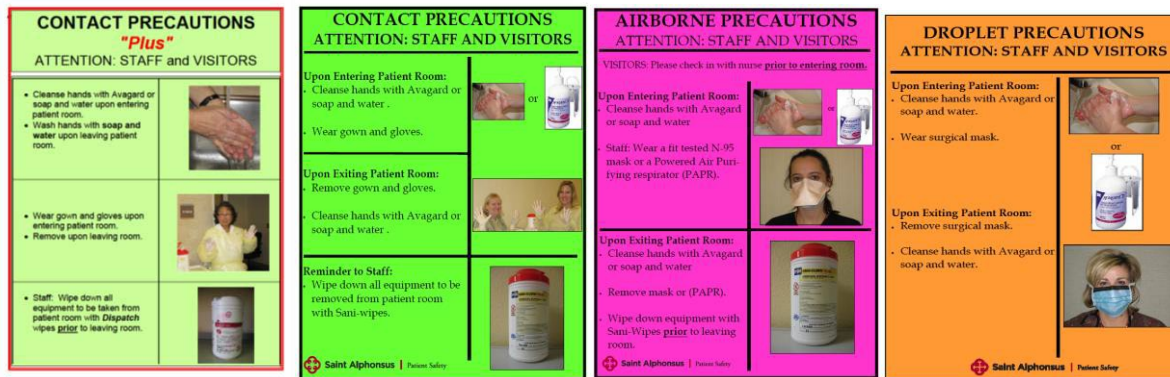 CONTACT PRECAUTIONS
"Plus"
ATTENTION: STAFF and VISITORS
• Cleanse hands with Avagard or
soap and water upon entering
patient room.
• Wash hands with soap and
water upon leaving patient
room.
• Wear gown and gloves upon
entering patient room.
• Remove upon leaving room.
• Staff: Wipe down all
equipment to be taken from
patient room with Dispatch
wipes prior to leaving room.
CONTACT PRECAUTIONS
ATTENTION: STAFF AND VISITORS
Upon Entering Patient Room:
• Cleanse hands with Avagard or
soap and water .
or
• Wear gown and gloves.
Upon Exiting Patient Room:
• Remove gown and gloves.
• Cleanse hands with Avagard or
soap and water .
Reminder to Staff:
• Wipe down all equipment to be
removed from patient room
with Sani-wipes.
Saint Alphonsus | Patient Safety
AIRBORNE PRECAUTIONS
ATTENTION: STAFF AND VISITORS
VISITORS: Please check in with nurse prior to entering room.
Upon Entering Patient Room:
• Cleanse hands with Avagard
or soap and water
or
• Staff: Wear a fit tested N-95
mask or a Powered Air Puri-
fying respirator (PAPR).
Upon Exiting Patient Room:
• Cleanse hands with Avagard
or soap and water
• Remove mask or (PAPR).
• Wipe down equipment with
Sani-Wipes prior to leaving
room.
Saint Alphonsus | Patient Safety
DROPLET PRECAUTIONS
ATTENTION: STAFF AND VISITORS
Upon Entering Patient Room:
• Cleanse hands with Avagard or
soap and water.
• Wear surgical mask.
or
Upon Exiting Patient Room:
• Remove surgical mask.
• Cleanse hands with Avagard or
soap and water.
Saint Alphonsus | Patient Safety